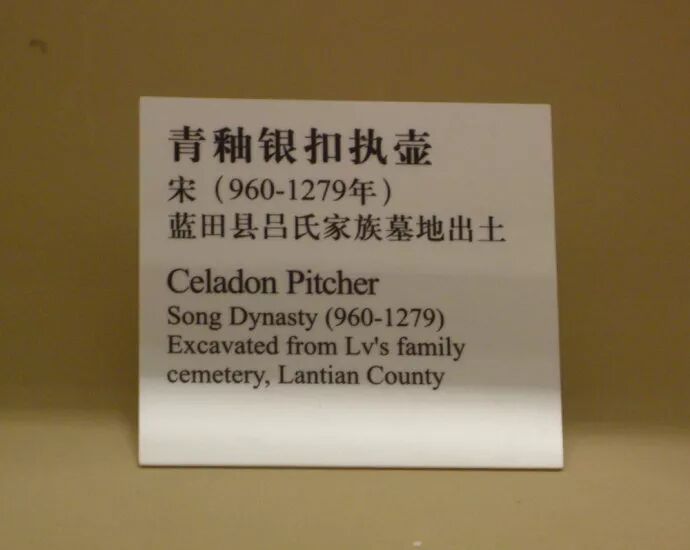 青釉银扣执壶
宋（960-1279年）
蓝田县吕氏家族墓地出土
Celadon Pitcher
Song Dynasty (960-1279)
Excavated from Lv's family
cemetery, Lantian County